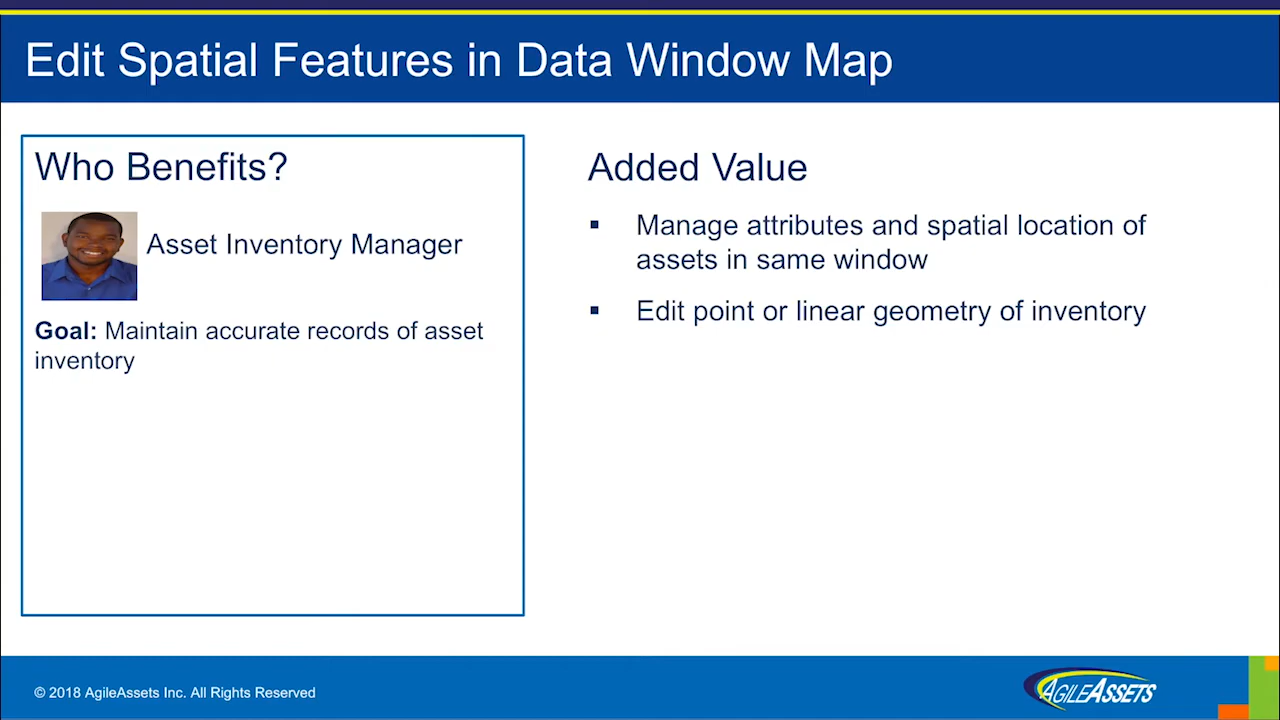 Edit Spatial Features in Data Window Map
Who Benefits?
Asset Inventory Manager
Goal: Maintain accurate records of asset
inventory
Added Value
▪ Manage attributes and spatial location of
assets in same window
▪ Edit point or linear geometry of inventory
© 2018 AgileAssets Inc. All Rights Reserved
AGILEASSETS